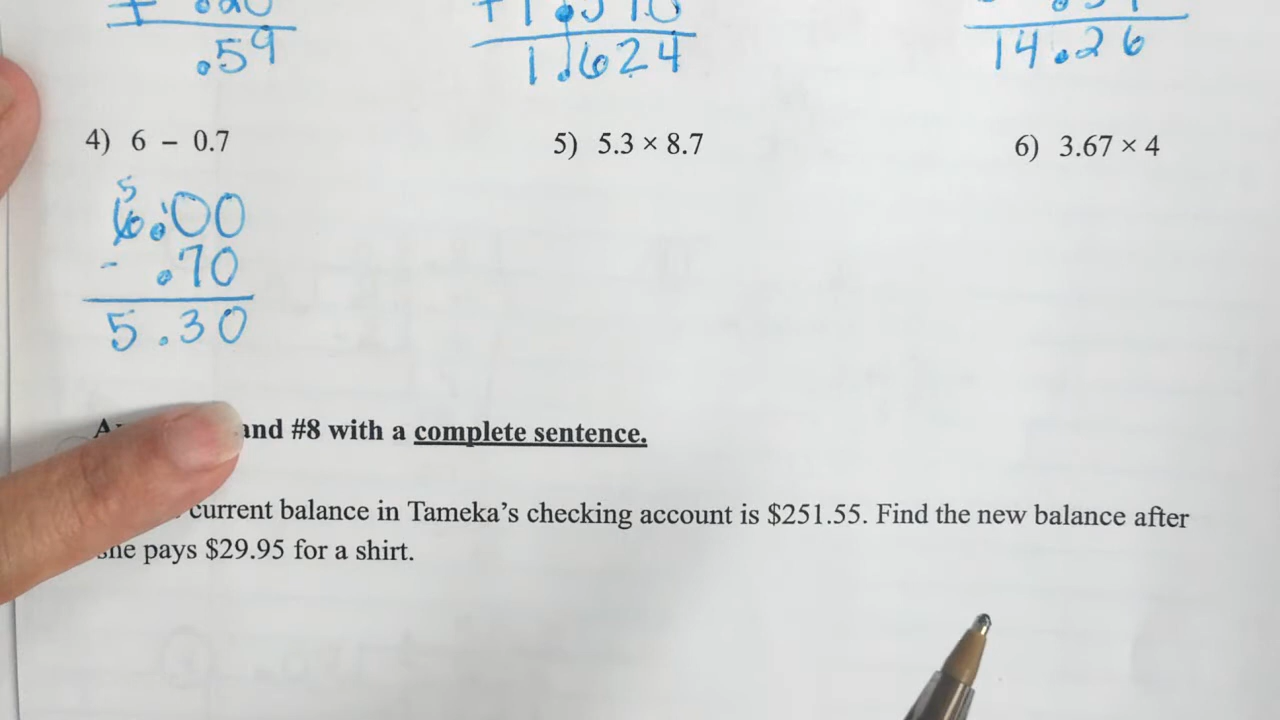 .59 1.624 14.26
4) 6 – 0.7 5) 5.3 × 8.7 6) 3.67 × 4
5
6.100
- .70
5.30
and #8 with a complete sentence.
current balance in Tameka’s checking account is $251.55. Find the new balance after
she pays $29.95 for a shirt.